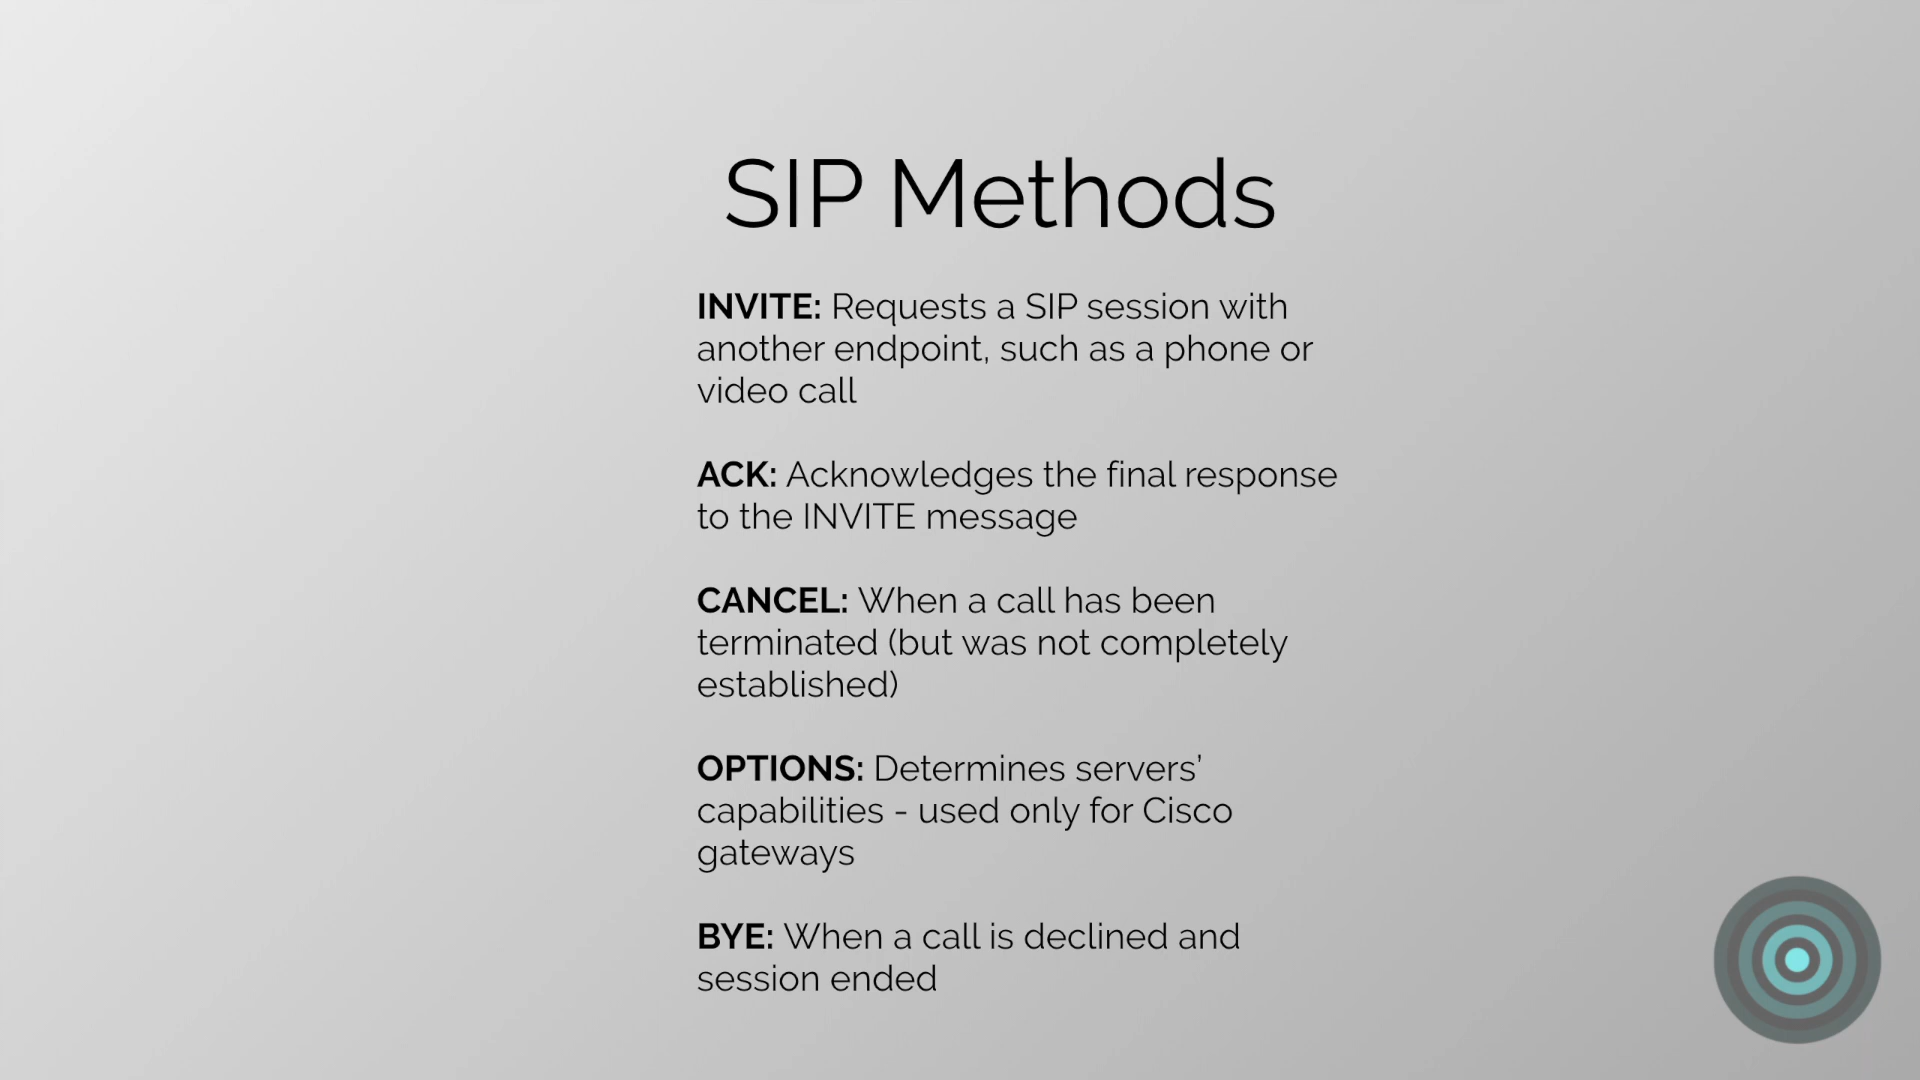 SIP Methods
INVITE: Requests a SIP session with
another endpoint, such as a phone or
video call
ACK: Acknowledges the final response
to the INVITE message
CANCEL: When a call has been
terminated (but was not completely
established)
OPTIONS: Determines servers’
capabilities - used only for Cisco
gateways
BYE: When a call is declined and
session ended